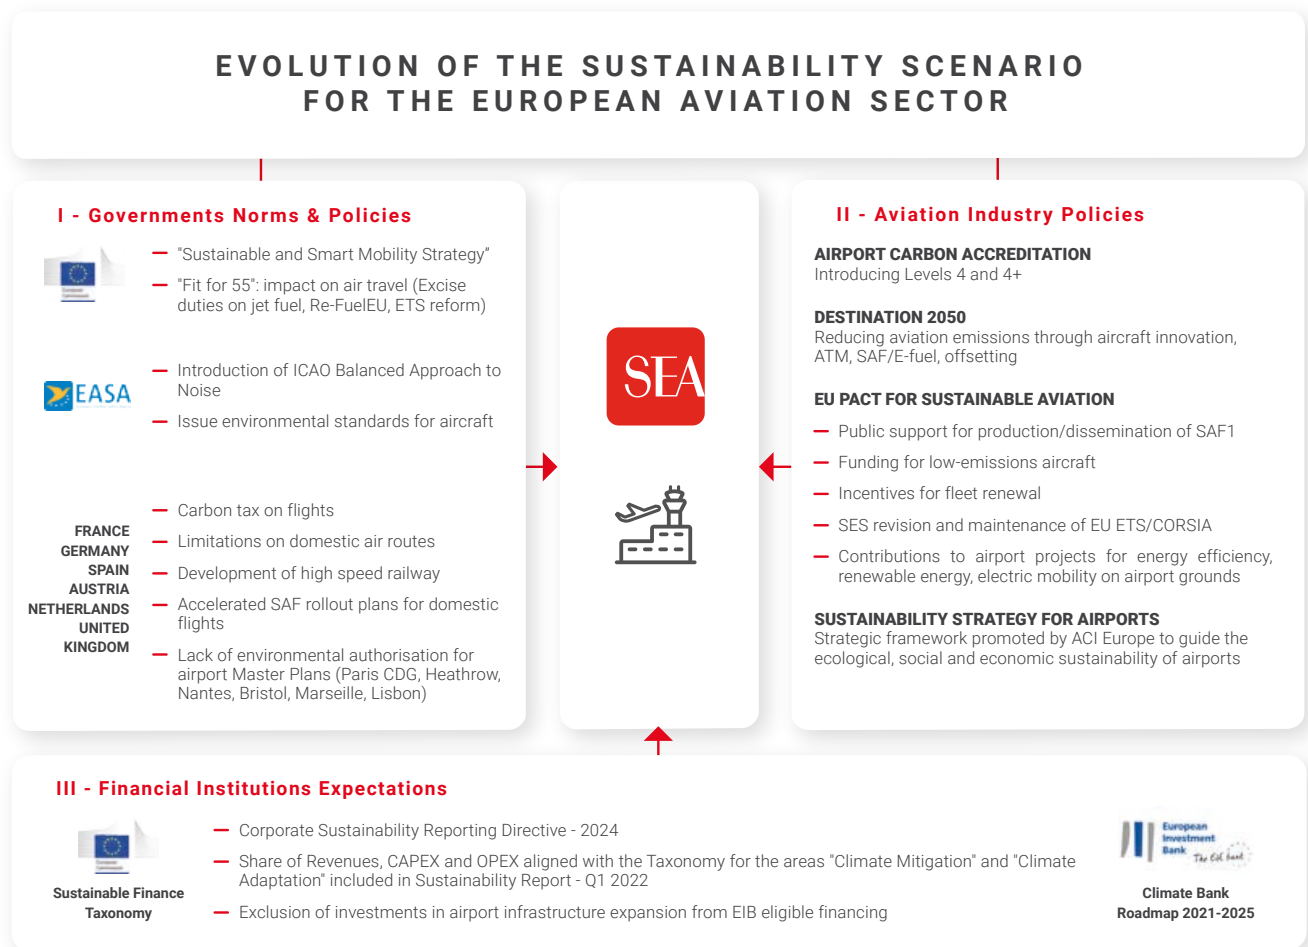 EVOLUTION OF THE SUSTAINABILITY SCENARIO
FOR THE EUROPEAN AVIATION SECTOR
I - Governments Norms & Policies
"Sustainable and Smart Mobility Strategy"
"Fit for 55": impact on air travel (Excise
duties on jet fuel, Re-FuelEU, ETS reform)
EASA
Introduction of ICAO Balanced Approach to
Noise
Issue environmental standards for aircraft
FRANCE
GERMANY
SPAIN
AUSTRIA
NETHERLANDS
UNITED
KINGDOM
Carbon tax on flights
Limitations on domestic air routes
Development of high speed railway
Accelerated SAF rollout plans for domestic
flights
Lack of environmental authorisation for
airport Master Plans (Paris CDG, Heathrow,
Nantes, Bristol, Marseille, Lisbon)
SEA
II - Aviation Industry Policies
AIRPORT CARBON ACCREDITATION
Introducing Levels 4 and 4+
DESTINATION 2050
Reducing aviation emissions through aircraft innovation,
ATM, SAF/E-fuel, offsetting
EU PACT FOR SUSTAINABLE AVIATION
Public support for production/dissemination of SAF1
Funding for low-emissions aircraft
Incentives for fleet renewal
SES revision and maintenance of EU ETS/CORSIA
Contributions to airport projects for energy efficiency,
renewable energy, electric mobility on airport grounds
SUSTAINABILITY STRATEGY FOR AIRPORTS
Strategic framework promoted by ACI Europe to guide the
ecological, social and economic sustainability of airports
III - Financial Institutions Expectations
Sustainable Finance
Taxonomy
Corporate Sustainability Reporting Directive - 2024
Share of Revenues, CAPEX and OPEX aligned with the Taxonomy for the areas "Climate Mitigation" and "Climate
Adaptation" included in Sustainability Report - Q1 2022
Exclusion of investments in airport infrastructure expansion from EIB eligible financing
European
Investment
Bank
The EIB bank
Climate Bank
Roadmap 2021-2025